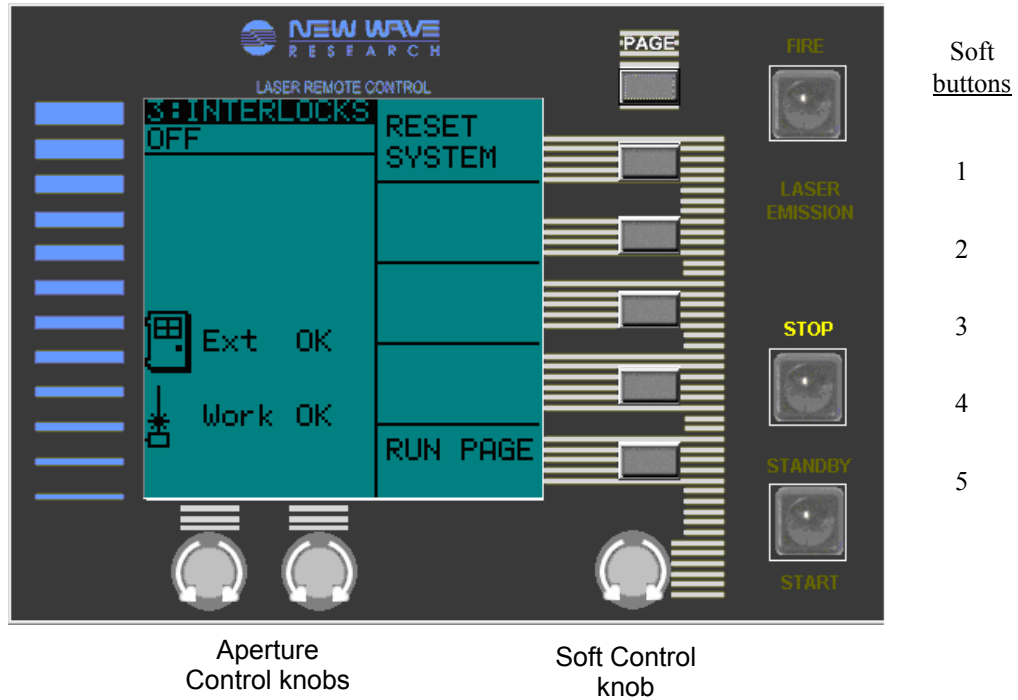 NEW WAVE
RESEARCH
LASER REMOTE CONTROL
3:INTERLOCKS
OFF
Ext OK
Work OK
RESET
SYSTEM
RUN PAGE
PAGE
FIRE
LASER
EMISSION
STOP
STANDBY
START
Soft
buttons
1
2
3
4
5
Aperture
Control knobs
Soft Control
knob